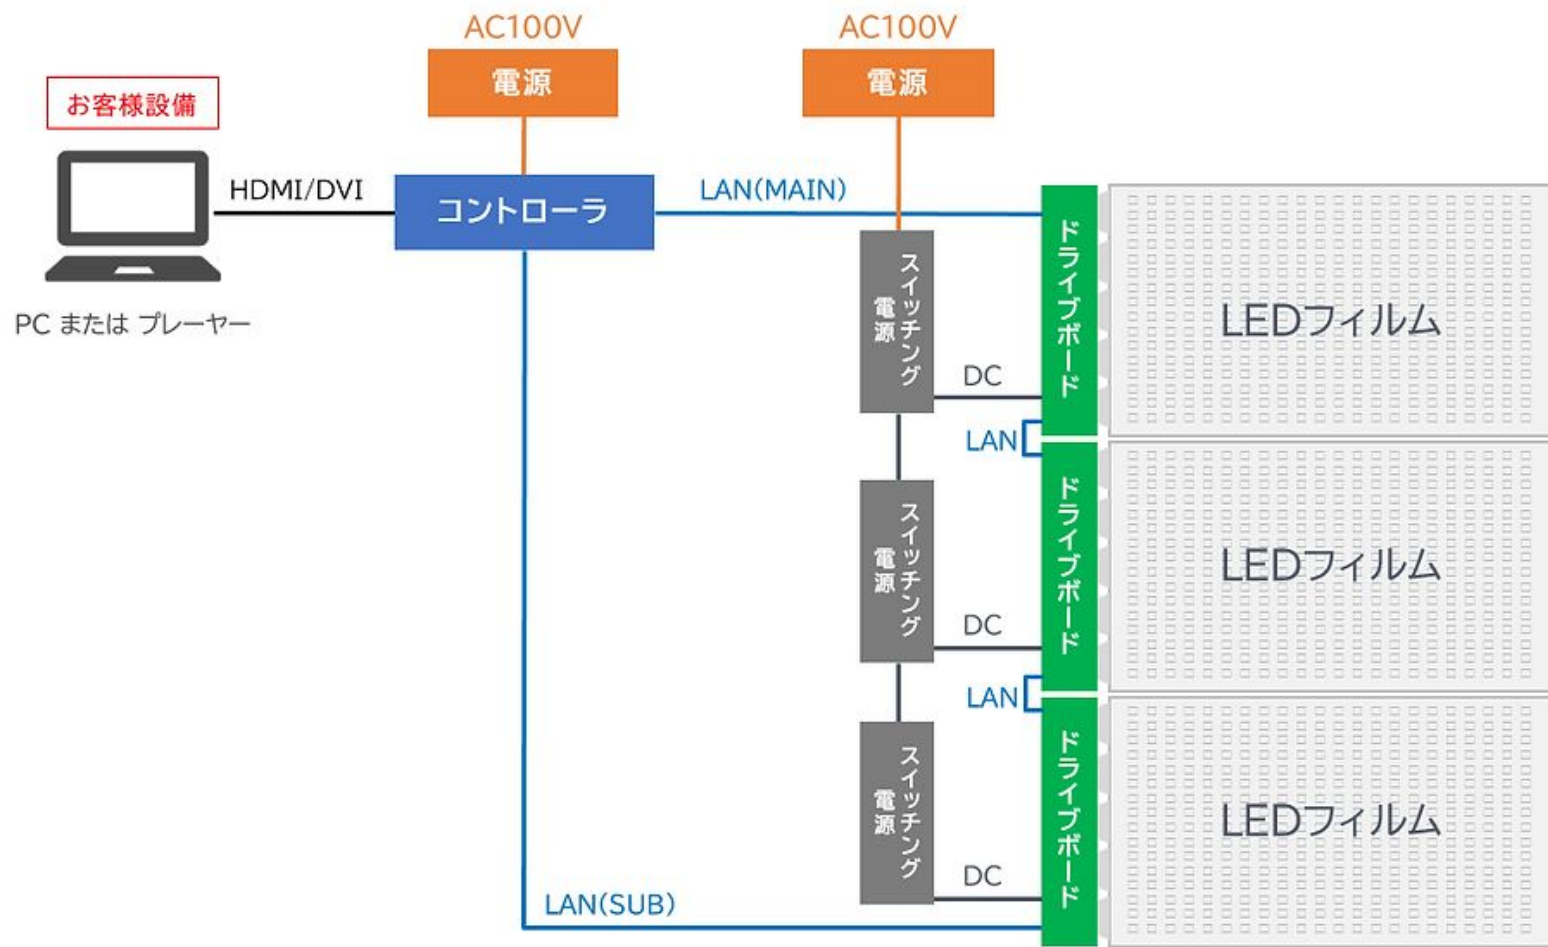 AC100V
電源
AC100V
電源
お客様設備
PC または プレーヤー
HDMI/DVI
コントローラ
LAN(MAIN)
LAN(SUB)
スイッチング
電源
DC
ドライブボード
LEDフィルム
LAN
スイッチング
電源
DC
ドライブボード
LEDフィルム
LAN
スイッチング
電源
DC
ドライブボード
LEDフィルム